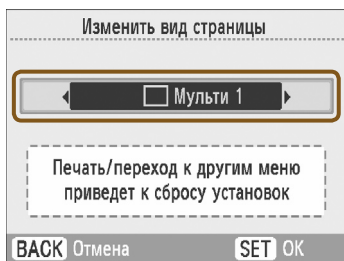 Изменить вид страницы
Мульти 1
Печать/переход к другим меню
приведет к сбросу установок
BACK Отмена SET OK